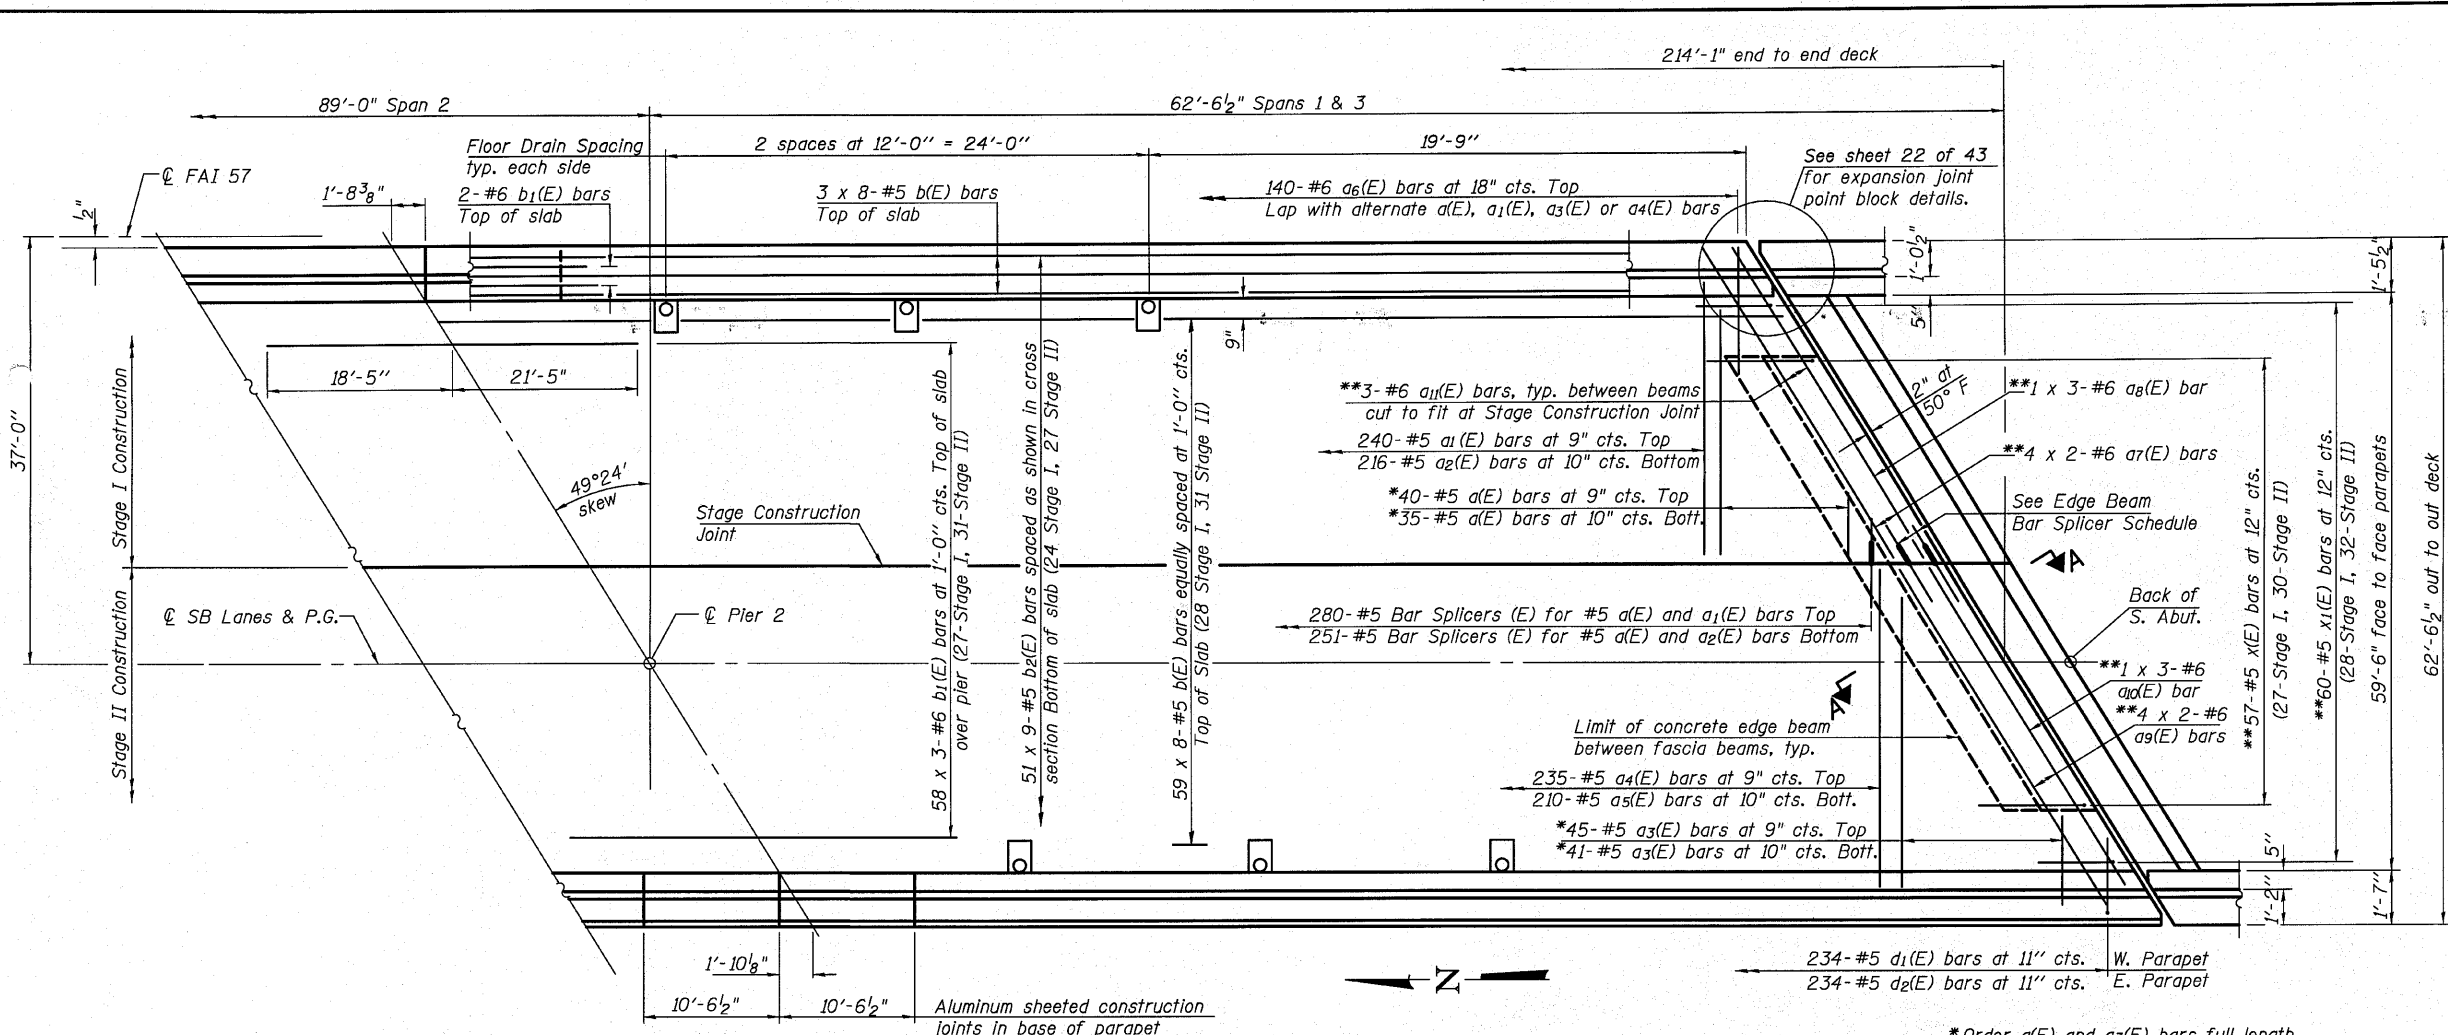 214'-1" end to end deck
89'-0" Span 2
62'-6½" Spans 1 & 3
Floor Drain Spacing
typ. each side
2 spaces at 12'-0" = 24'-0"
19'-9"
See sheet 22 of 43
for expansion joint
point block details.
℄ FAI 57
1'-8⅜"
2-#6 b1(E) bars
Top of slab
3 x 8-#5 b(E) bars
Top of slab
140-#6 a6(E) bars at 18" cts. Top
Lap with alternate a(E), a1(E), a3(E) or a4(E) bars
½"
1'-0½"
1'-5½"
5"
9"
37'-0"
Stage I Construction
18'-5"
21'-5"
49°24'
skew
Stage Construction
Joint
58 x 3-#6 b1(E) bars at 1'-0" cts. Top of slab
over pier (27-Stage I, 31-Stage II)
51 x 9-#5 b2(E) bars spaced as shown in cross
section Bottom of slab (24 Stage I, 27 Stage II)
59 x 8-#5 b(E) bars equally spaced at 1'-0" cts.
Top of Slab (28 Stage I, 31 Stage II)
**3-#6 a11(E) bars, typ. between beams
cut to fit at Stage Construction Joint
240-#5 a1(E) bars at 9" cts. Top
216-#5 a2(E) bars at 10" cts. Bottom
*40-#5 a(E) bars at 9" cts. Top
*35-#5 a(E) bars at 10" cts. Bott.
2" at
50° F
**1 x 3-#6 a8(E) bar
**4 x 2-#6 a7(E) bars
See Edge Beam
Bar Splicer Schedule
**57-#5 x(E) bars at 12" cts.
(27-Stage I, 30-Stage II)
**60-#5 x1(E) bars at 12" cts.
(28-Stage I, 32-Stage II)
59'-6" face to face parapets
62'-6½" out to out deck
A
Stage II Construction
℄ SB Lanes & P.G.
℄ Pier 2
280-#5 Bar Splicers (E) for #5 a(E) and a1(E) bars Top
251-#5 Bar Splicers (E) for #5 a(E) and a2(E) bars Bottom
Back of
S. Abut.
A
**1 x 3-#6
a10(E) bar
**4 x 2-#6
a9(E) bars
Limit of concrete edge beam
between fascia beams, typ.
235-#5 a4(E) bars at 9" cts. Top
210-#5 a5(E) bars at 10" cts. Bott.
*45-#5 a3(E) bars at 9" cts. Top
*41-#5 a3(E) bars at 10" cts. Bott.
5"
1'-2"
1'-7"
1'-10⅛"
10'-6½"
10'-6½"
Aluminum sheeted construction
joints in base of parapet
N
234-#5 d1(E) bars at 11" cts. W. Parapet
234-#5 d2(E) bars at 11" cts. E. Parapet
*Order a(E) and a3(E) bars full length